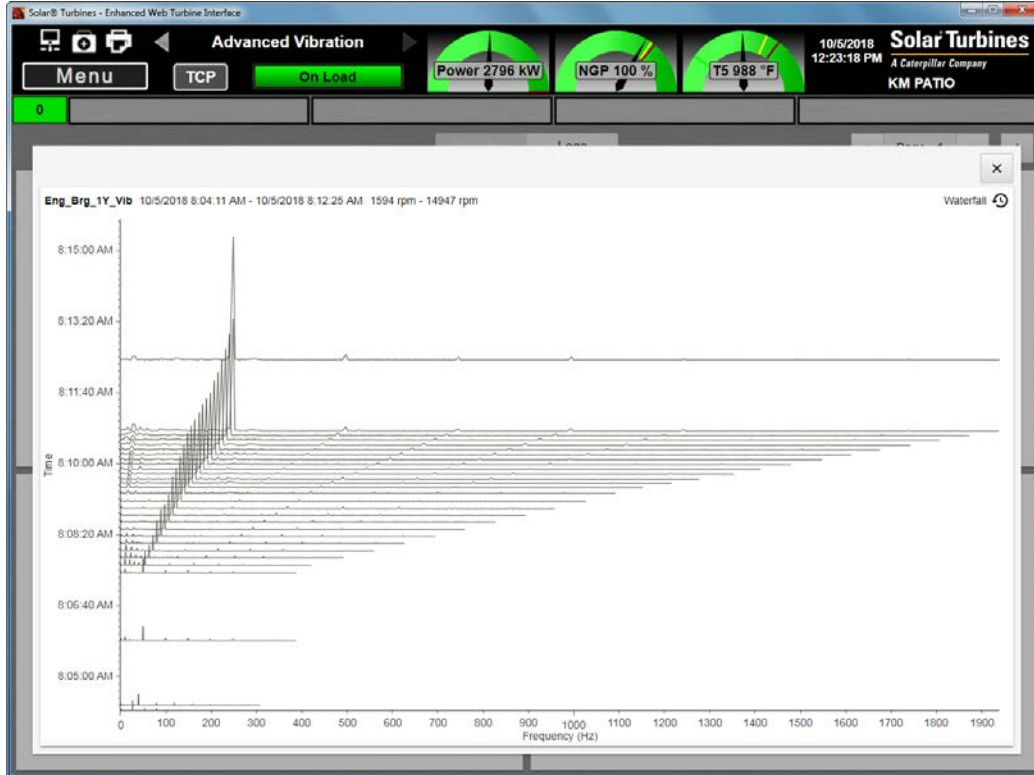 Solar® Turbines - Enhanced Web Turbine Interface
Advanced Vibration
Menu
TCP
On Load
Power 2796 kW
NGP 100 %
T5 988 °F
10/5/2018
12:23:18 PM
Solar Turbines
A Caterpillar Company
KM PATIO
0
Eng_Brg_1Y_Vib 10/5/2018 8:04:11 AM - 10/5/2018 8:12:25 AM 1594 rpm - 14947 rpm
Waterfall
8:15:00 AM
8:13:20 AM
8:11:40 AM
8:10:00 AM
8:08:20 AM
8:06:40 AM
8:05:00 AM
Time
0 100 200 300 400 500 600 700 800 900 1000 1100 1200 1300 1400 1500 1600 1700 1800 1900
Frequency (Hz)